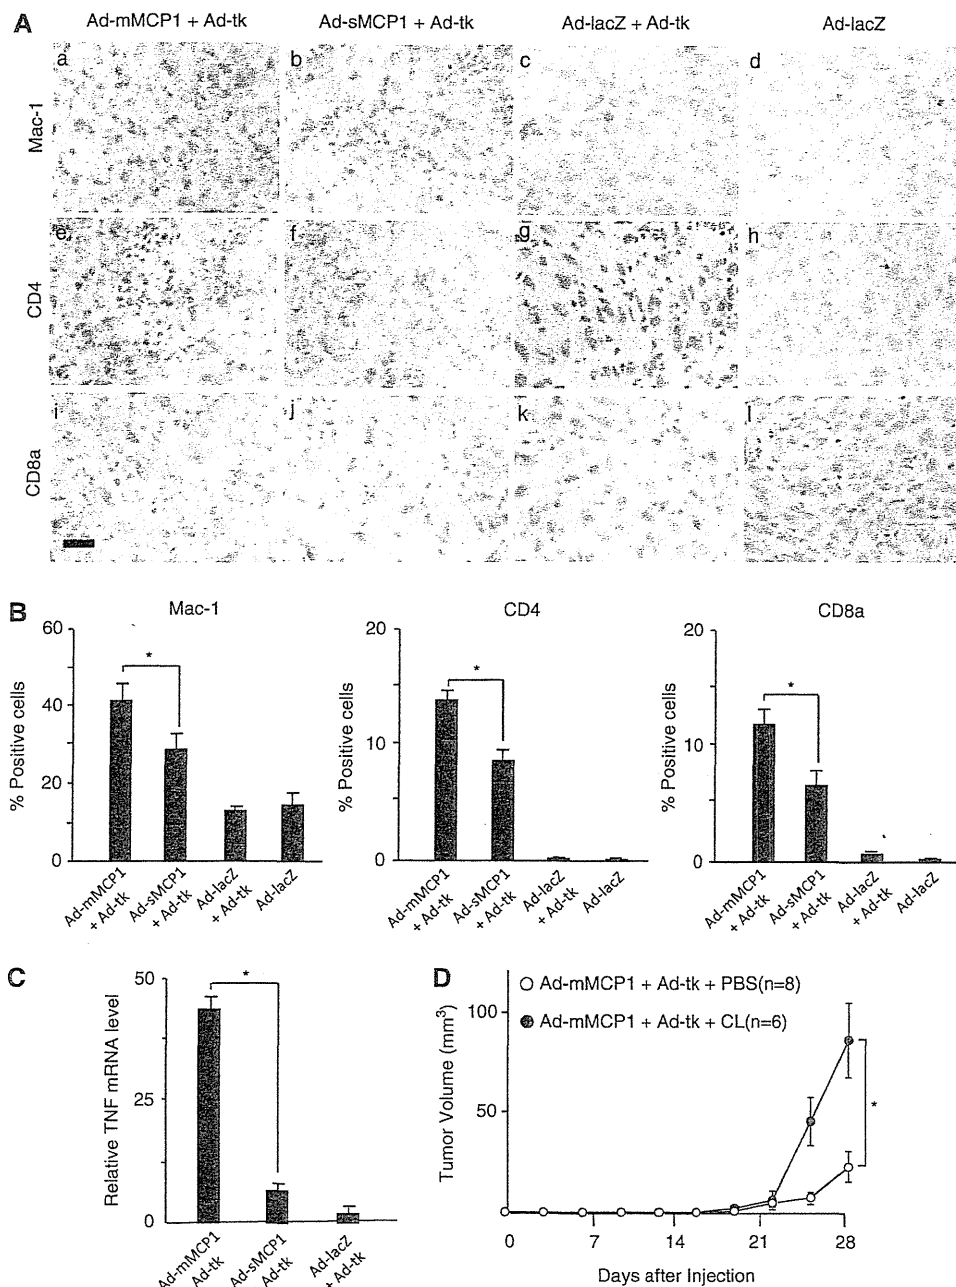 A
Ad-mMCP1 + Ad-tk
Ad-sMCP1 + Ad-tk
Ad-lacZ + Ad-tk
Ad-lacZ
Mac-1
a
b
c
d
CD4
e
f
g
h
CD8a
i
j
k
l
B
Mac-1
% Positive cells
60
40
20
0
Ad-mMCP1
+ Ad-tk
Ad-sMCP1
+ Ad-tk
Ad-lacZ
+ Ad-tk
Ad-lacZ
*
CD4
% Positive cells
20
10
0
Ad-mMCP1
+ Ad-tk
Ad-sMCP1
+ Ad-tk
Ad-lacZ
+ Ad-tk
Ad-lacZ
*
CD8a
% Positive cells
20
10
0
Ad-mMCP1
+ Ad-tk
Ad-sMCP1
+ Ad-tk
Ad-lacZ
+ Ad-tk
Ad-lacZ
*
C
Relative TNF mRNA level
50
25
0
*
Ad-mMCP1
Ad-tk
Ad-sMCP1
Ad-tk
Ad-lacZ
+ Ad-tk
D
Ad-mMCP1 + Ad-tk + PBS(n=8)
Ad-mMCP1 + Ad-tk + CL(n=6)
Tumor Volume (mm³)
100
50
*
0
7
14
21
28
Days after Injection